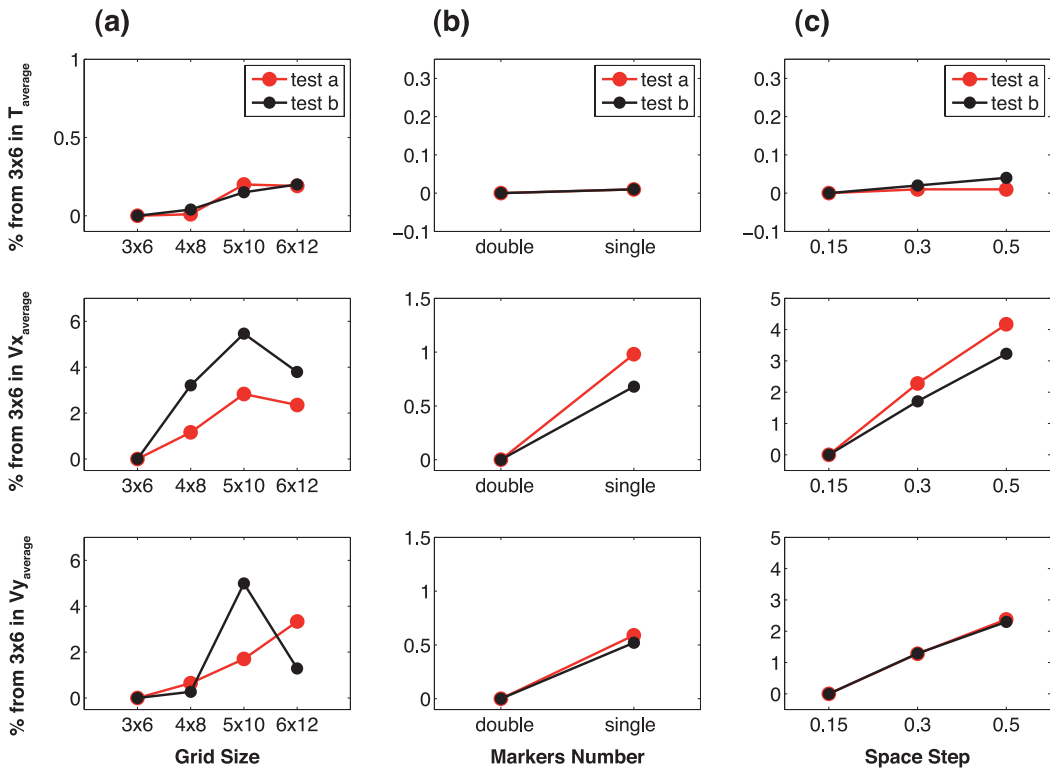 (a)
(b)
(c)
% from 3x6 in Taverage
1
0.5
0
test a
test b
3x6 4x8 5x10 6x12
0.3
0.2
0.1
0
−0.1
test a
test b
double single
0.3
0.2
0.1
0
−0.1
test a
test b
0.15 0.3 0.5
% from 3x6 in Vxaverage
6
4
2
0
3x6 4x8 5x10 6x12
1.5
1
0.5
0
double single
5
4
3
2
1
0
0.15 0.3 0.5
% from 3x6 in Vyaverage
6
4
2
0
3x6 4x8 5x10 6x12
Grid Size
1.5
1
0.5
0
double single
Markers Number
5
4
3
2
1
0
0.15 0.3 0.5
Space Step